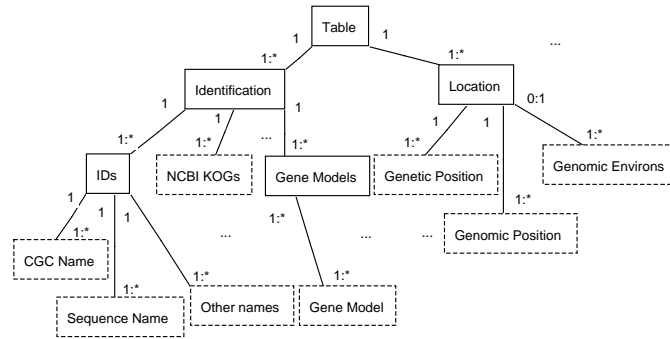 Table
1 1
1:* 1:* ...
Identification Location
1 1 1 1 1 0:1
1:* 1:* ... 1:* 1:* 1:*
IDs NCBI KOGs Gene Models Genetic Position Genomic Environs
1 1 1 1:* 1:*
1:* ... ... ... Genomic Position
CGC Name
1:* 1:* 1:*
Sequence Name Other names Gene Model